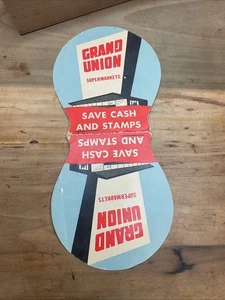 GRAND
UNION
SUPERMARKETS
SAVE CASH
AND STAMPS
SAVE CASH
AND STAMPS
GRAND
UNION
SUPERMARKETS